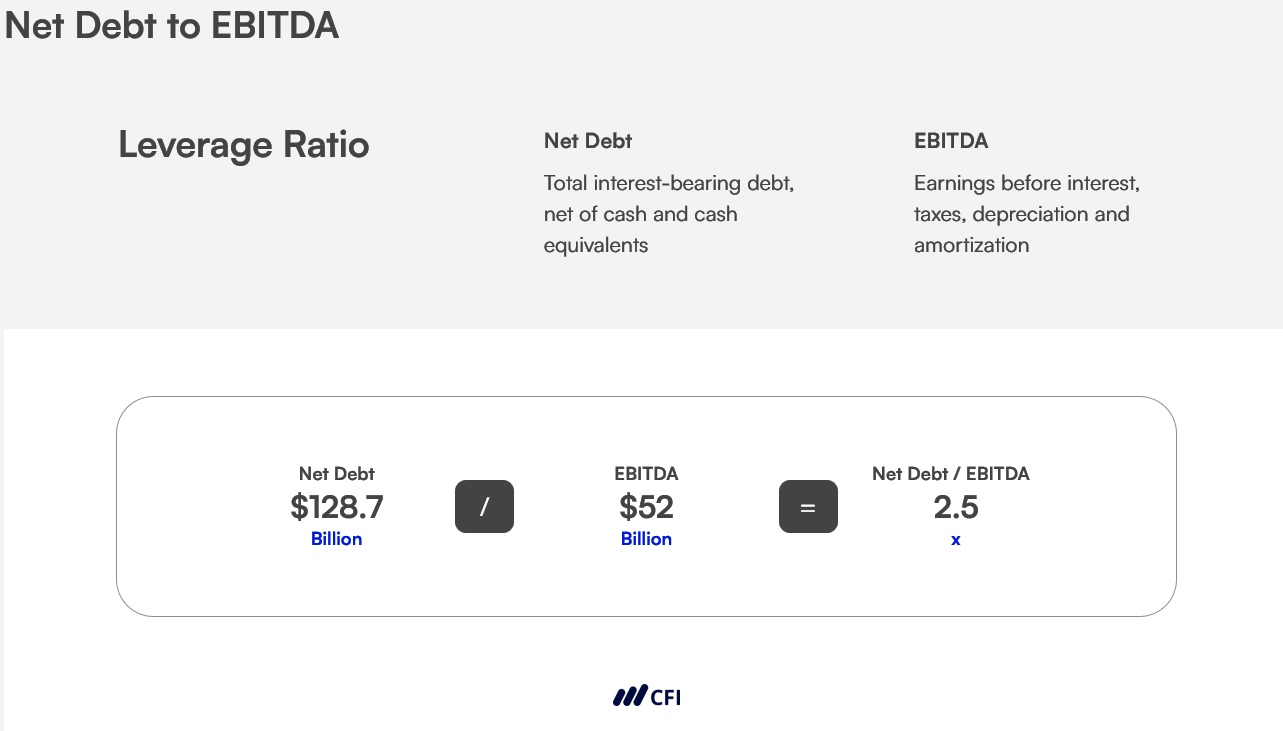 Net Debt to EBITDA
Leverage Ratio
Net Debt
Total interest-bearing debt,
net of cash and cash
equivalents
EBITDA
Earnings before interest,
taxes, depreciation and
amortization
Net Debt
$128.7
Billion
/
EBITDA
$52
Billion
=
Net Debt / EBITDA
2.5
x
CFI